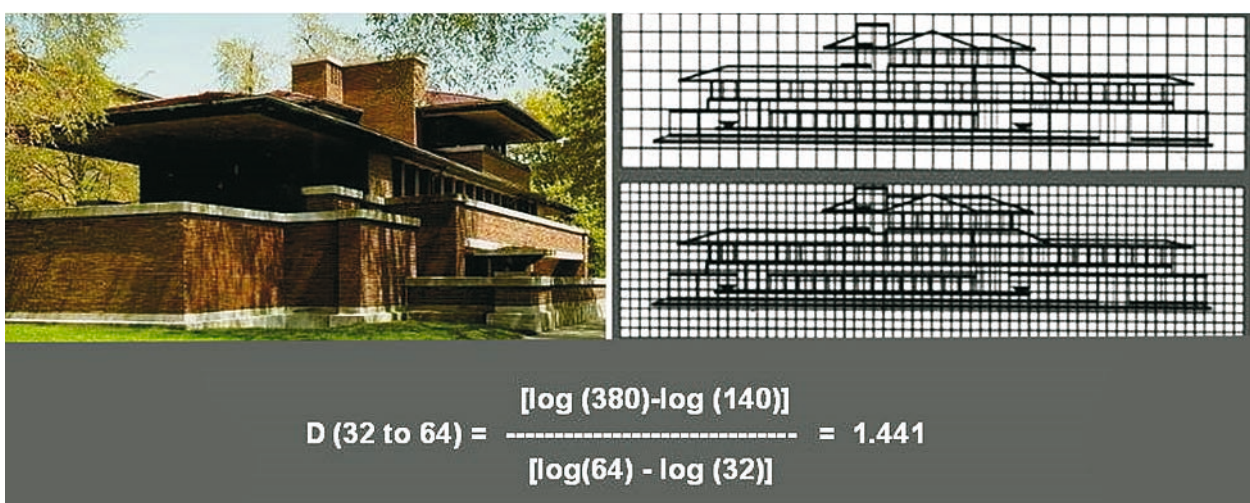 [log (380)-log (140)]
D (32 to 64) = ------------------------------ = 1.441
[log(64) - log (32)]